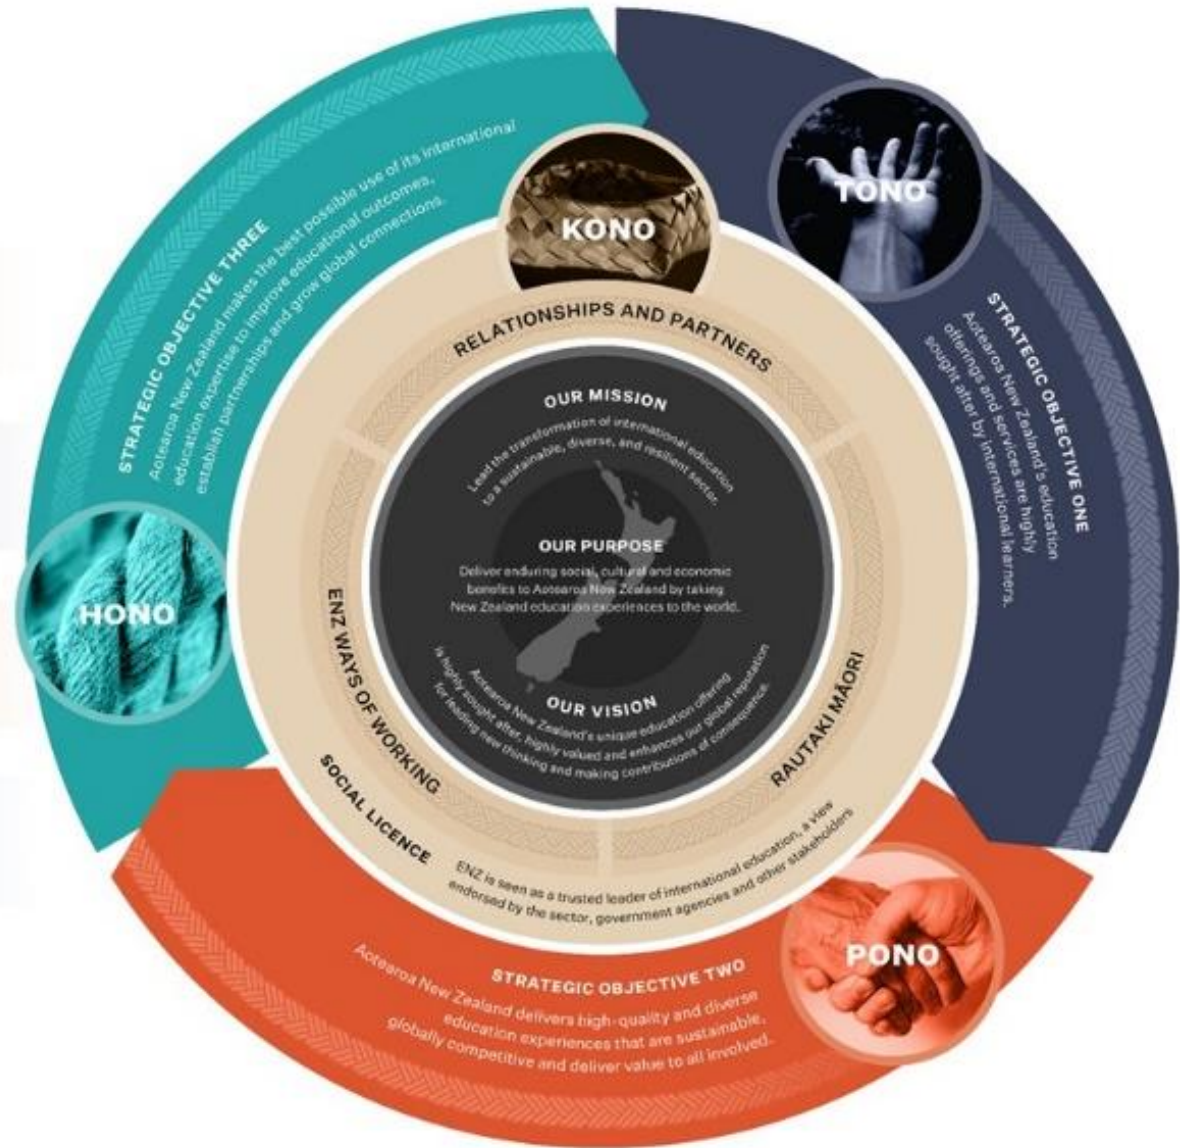 TONO
STRATEGIC OBJECTIVE ONE
Aotearoa New Zealand's education
offerings and services are highly
sought after by international learners.
PONO
STRATEGIC OBJECTIVE TWO
Aotearoa New Zealand delivers high-quality and diverse
education experiences that are sustainable,
globally competitive and deliver value to all involved.
HONO
STRATEGIC OBJECTIVE THREE
Aotearoa New Zealand makes the best possible use of its international
education expertise to improve educational outcomes,
establish partnerships and grow global connections.
KONO
RELATIONSHIPS AND PARTNERS
RAUTAKI MĀORI
ENZ WAYS OF WORKING
SOCIAL LICENCE
ENZ is seen as a trusted leader of international education, a view
endorsed by the sector, government agencies and other stakeholders
OUR MISSION
Lead the transformation of international education
to a sustainable, diverse, and resilient sector.
OUR PURPOSE
Deliver enduring social, cultural and economic
benefits to Aotearoa New Zealand by taking
New Zealand education experiences to the world.
OUR VISION
Aotearoa New Zealand's unique education offering
is highly sought after, highly valued and enhances our global reputation
for leading new thinking and making contributions of consequence.